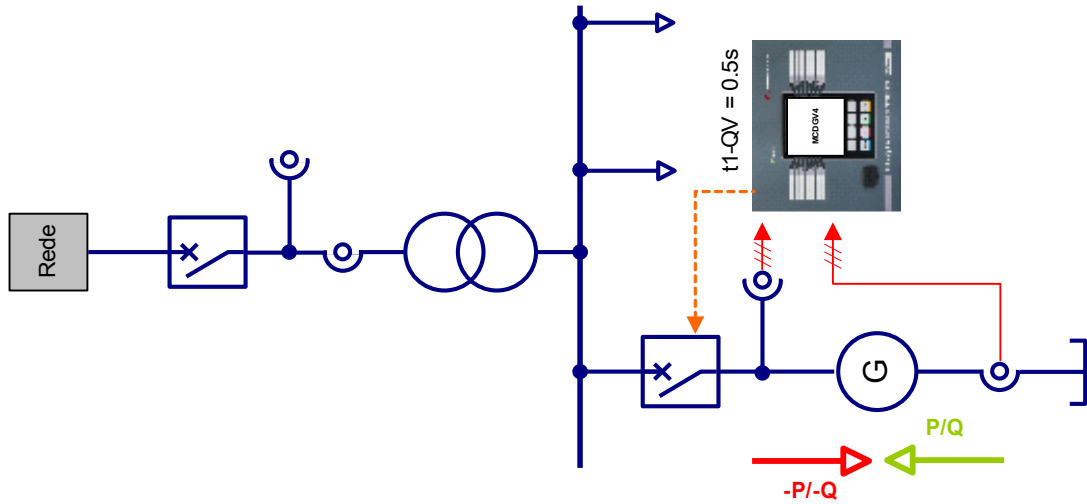 Rede
t1-QV = 0.5s
MCDGV4
G
P/Q
-P/-Q